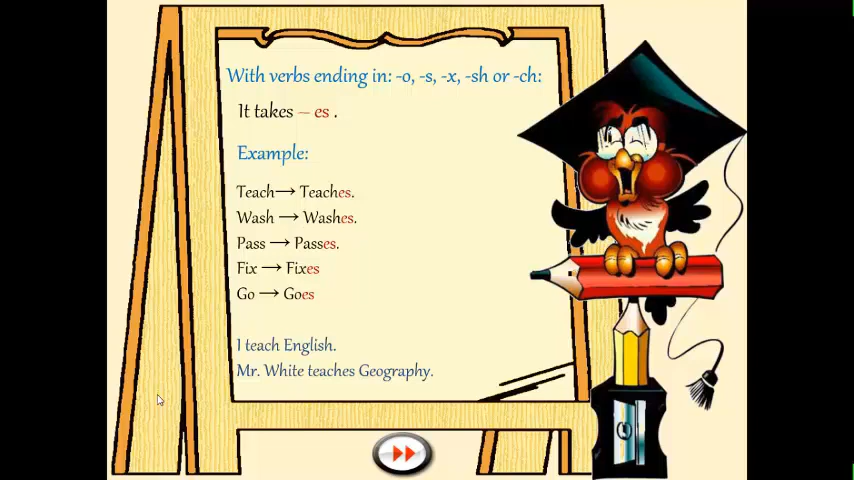 With verbs ending in: -o, -s, -x, -sh or -ch:
It takes – es .
Example:
Teach→ Teaches.
Wash → Washes.
Pass → Passes.
Fix → Fixes
Go → Goes
I teach English.
Mr. White teaches Geography.